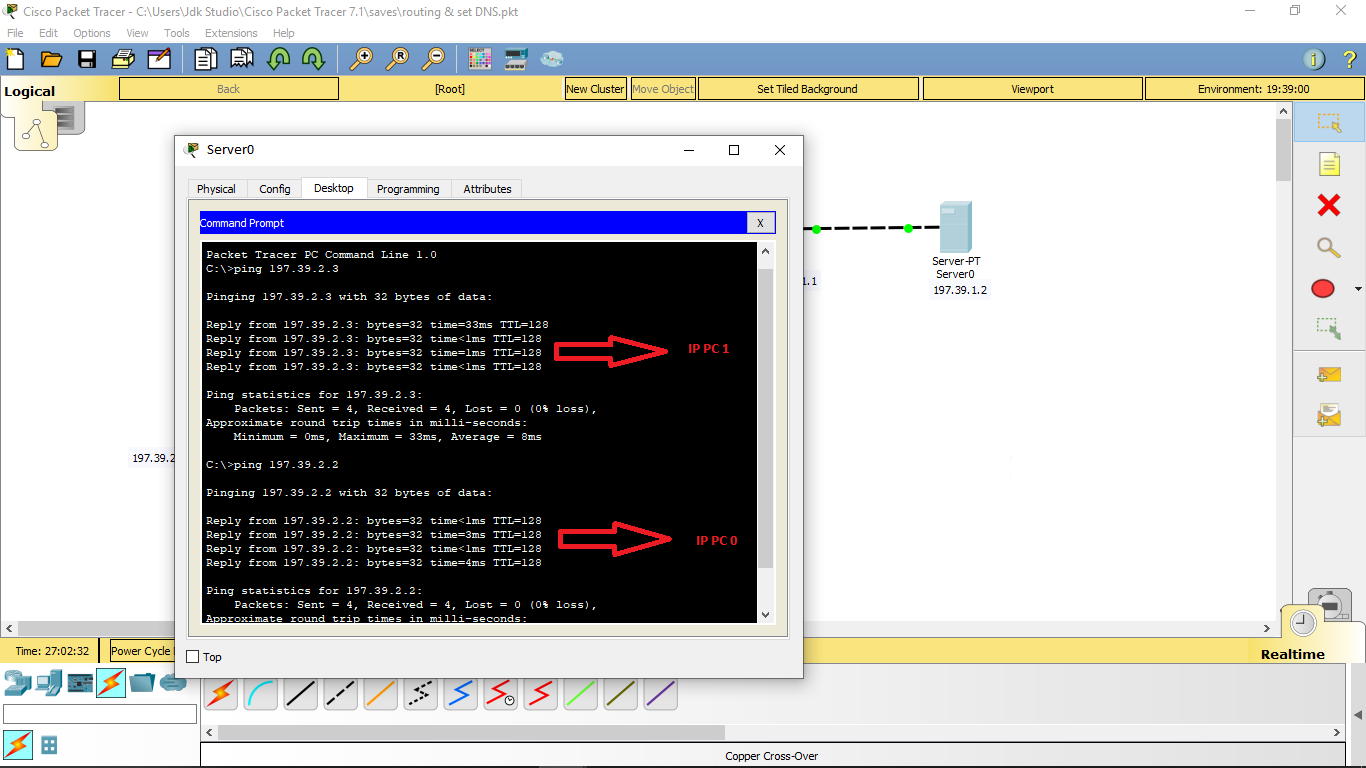 Cisco Packet Tracer - C:\Users\Jdk Studio\Cisco Packet Tracer 7.1\saves\routing & set DNS.pkt
File Edit Options View Tools Extensions Help
Logical Back [Root] New Cluster Move Object Set Tiled Background Viewport Environment: 19:39:00
Server0
Physical Config Desktop Programming Attributes
Command Prompt X
Packet Tracer PC Command Line 1.0
C:\>ping 197.39.2.3
Pinging 197.39.2.3 with 32 bytes of data:
Reply from 197.39.2.3: bytes=32 time=33ms TTL=128
Reply from 197.39.2.3: bytes=32 time<1ms TTL=128
Reply from 197.39.2.3: bytes=32 time=1ms TTL=128
Reply from 197.39.2.3: bytes=32 time<1ms TTL=128
IP PC 1
Ping statistics for 197.39.2.3:
Packets: Sent = 4, Received = 4, Lost = 0 (0% loss),
Approximate round trip times in milli-seconds:
Minimum = 0ms, Maximum = 33ms, Average = 8ms
C:\>ping 197.39.2.2
Pinging 197.39.2.2 with 32 bytes of data:
Reply from 197.39.2.2: bytes=32 time<1ms TTL=128
Reply from 197.39.2.2: bytes=32 time=3ms TTL=128
Reply from 197.39.2.2: bytes=32 time<1ms TTL=128
Reply from 197.39.2.2: bytes=32 time=4ms TTL=128
IP PC 0
Ping statistics for 197.39.2.2:
Packets: Sent = 4, Received = 4, Lost = 0 (0% loss),
Approximate round trip times in milli-seconds:
Top
1.1
Server-PT
Server0
197.39.1.2
197.39.2
Time: 27:02:32 Power Cycle
Realtime
Copper Cross-Over